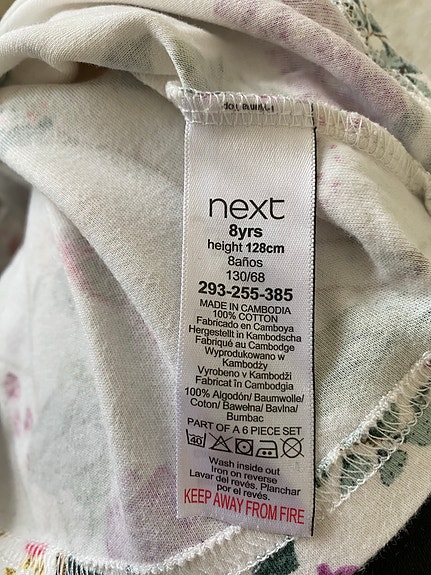 next
8yrs
height 128cm
8años
130/68
293-255-385
MADE IN CAMBODIA
100% COTTON
Fabricado en Camboya
Hergestellt in Kambodscha
Fabriqué au Cambodge
Wyprodukowano w
Kambodży
Vyrobeno v Kambodži
Fabricat în Cambodgia
100% Algodón/ Baumwolle/
Coton/ Bawełna/ Bavlna/
Bumbac
PART OF A 6 PIECE SET
40
Wash inside out
Iron on reverse
Lavar del revés. Planchar
por el revés.
KEEP AWAY FROM FIRE